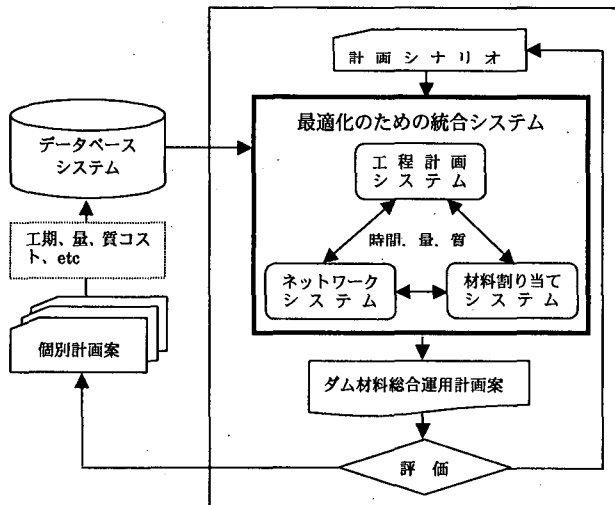 計画シナリオ
最適化のための統合システム
データベース
システム
工程計画
システム
工期、量、質コス
ト、etc
時間、量、質
ネットワーク
システム
材料割り当て
システム
個別計画案
ダム材料総合運用計画案
評価